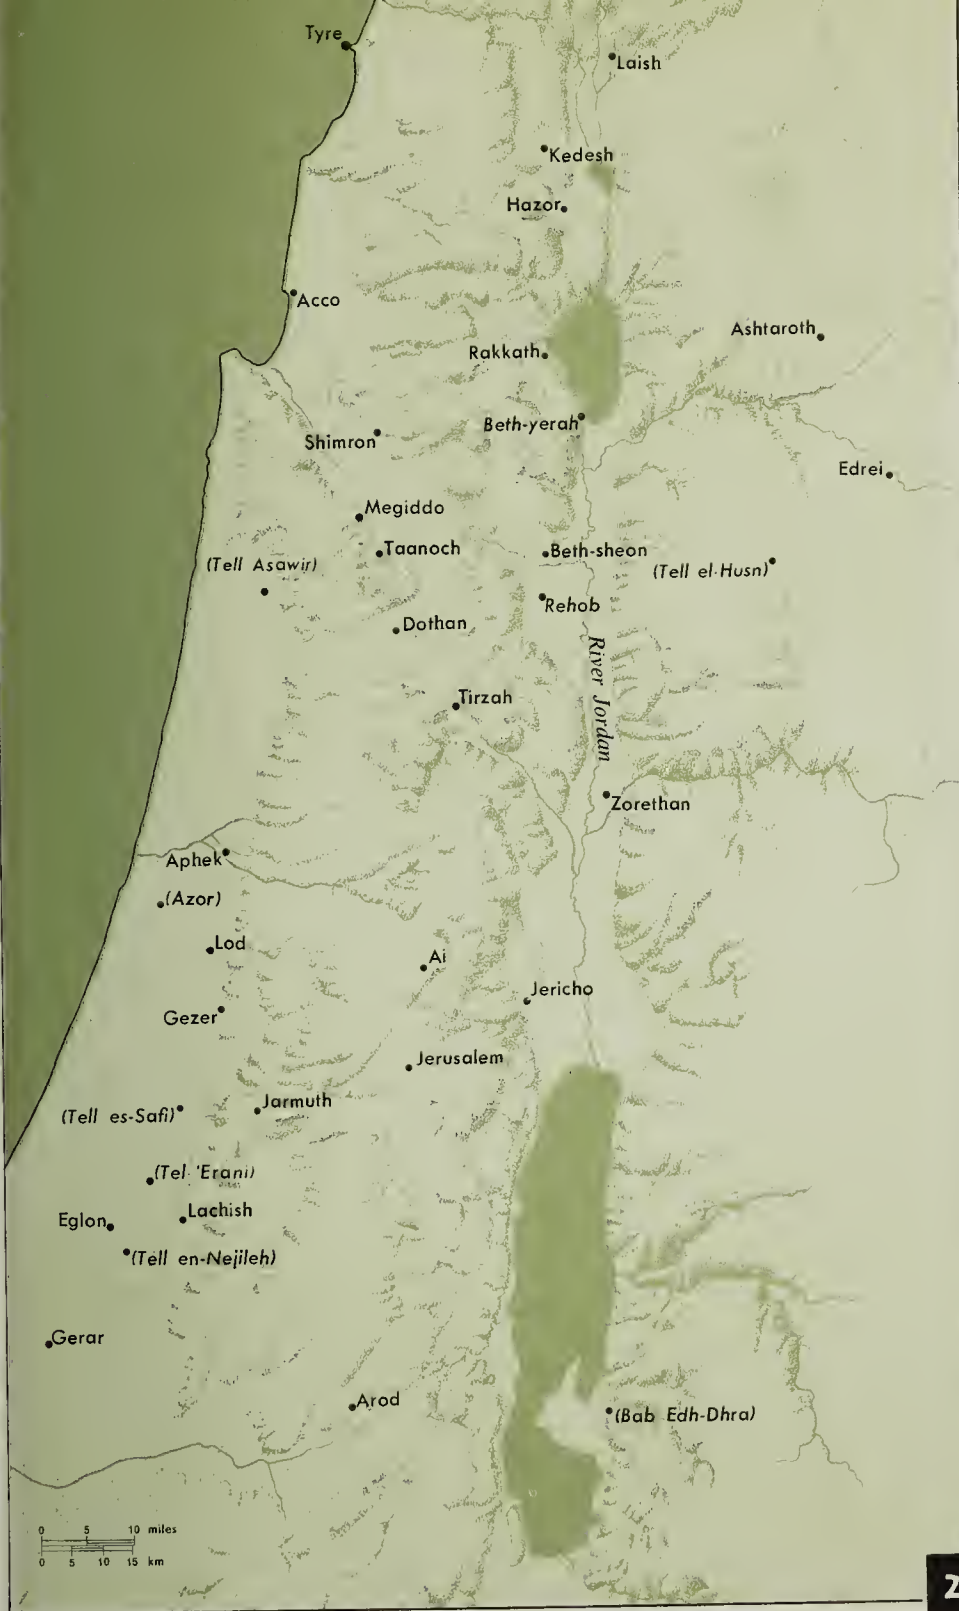 Tyre
Laish
Kedesh
Hazor
Acco
Ashtaroth
Rakkath
Beth-yerah
Shimron
Edrei
Megiddo
Taanoch
Beth-sheon
(Tell Asawir)
(Tell el-Husn)
Rehob
Dothan
River Jordan
Tirzah
Zorethan
Aphek
(Azor)
Lod
Ai
Jericho
Gezer
Jerusalem
Jarmuth
(Tell es-Safi)
(Tel 'Erani)
Lachish
Eglon
(Tell en-Nejileh)
Gerar
Arod
(Bab Edh-Dhra)
0 5 10 miles
0 5 10 15 km
2